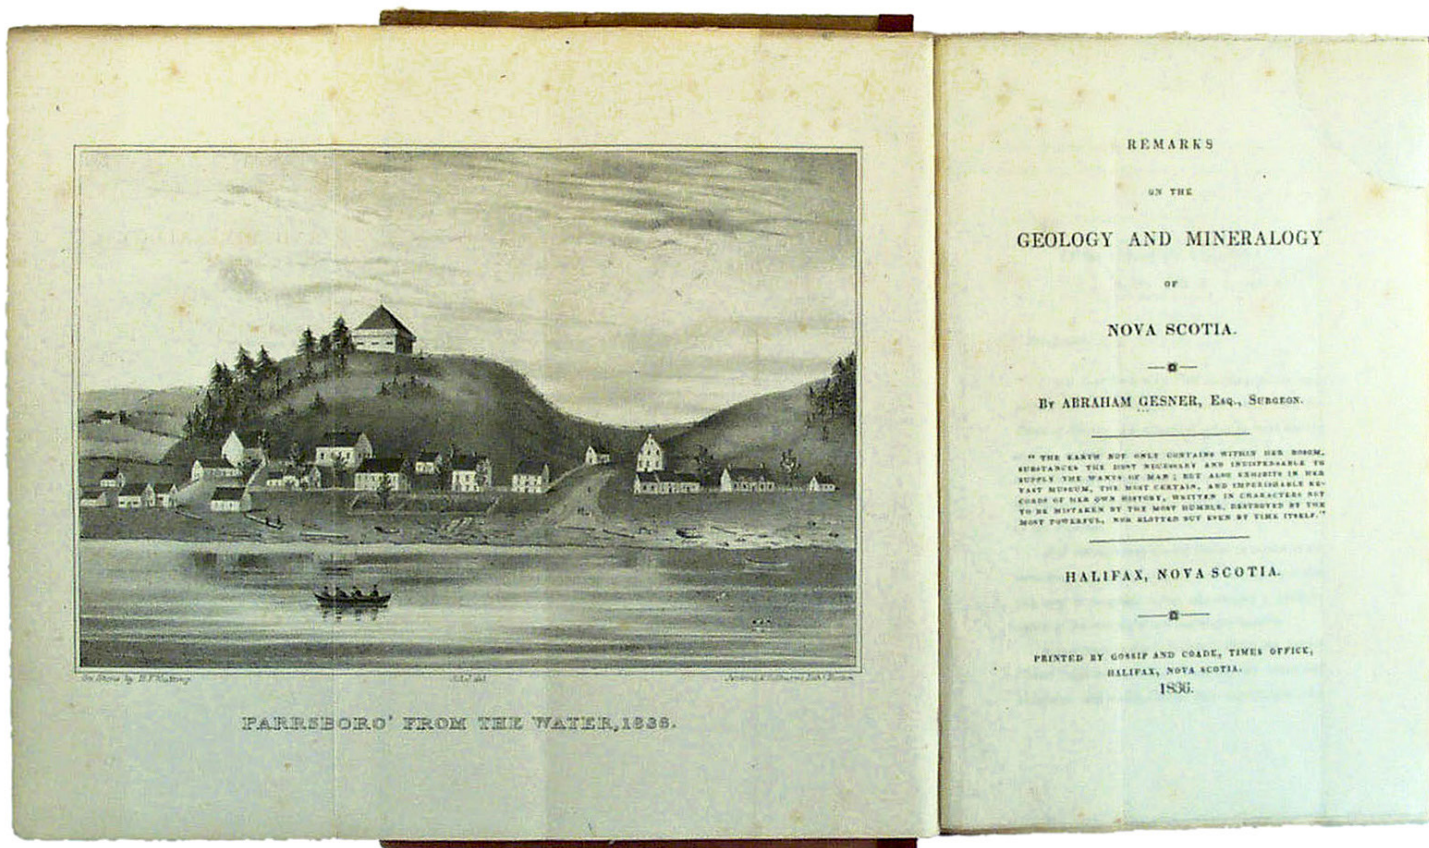 On Stone by
PARRSBORO' FROM THE WATER, 1836.
REMARKS
ON THE
GEOLOGY AND MINERALOGY
OF
NOVA SCOTIA.
By ABRAHAM GESNER, Esq., Surgeon.
"THE EARTH NOT ONLY CONTAINS WITHIN HER BOSOM,
SUBSTANCES THE MOST NECESSARY AND INDISPENSABLE TO
SUPPLY THE WANTS OF MAN; BUT ALSO EXHIBITS IN HER
VAST MUSEUM, THE MOST CERTAIN, AND IMPERISHABLE RE-
CORDS OF HER OWN HISTORY, WRITTEN IN CHARACTERS NOT
TO BE MISTAKEN BY THE MOST HUMBLE, DESTROYED BY THE
MOST POWERFUL, NOR BLOTTED OUT EVEN BY TIME ITSELF."
HALIFAX, NOVA SCOTIA.
PRINTED BY GOSSIP AND COADE, TIMES OFFICE,
HALIFAX, NOVA SCOTIA.
1836.